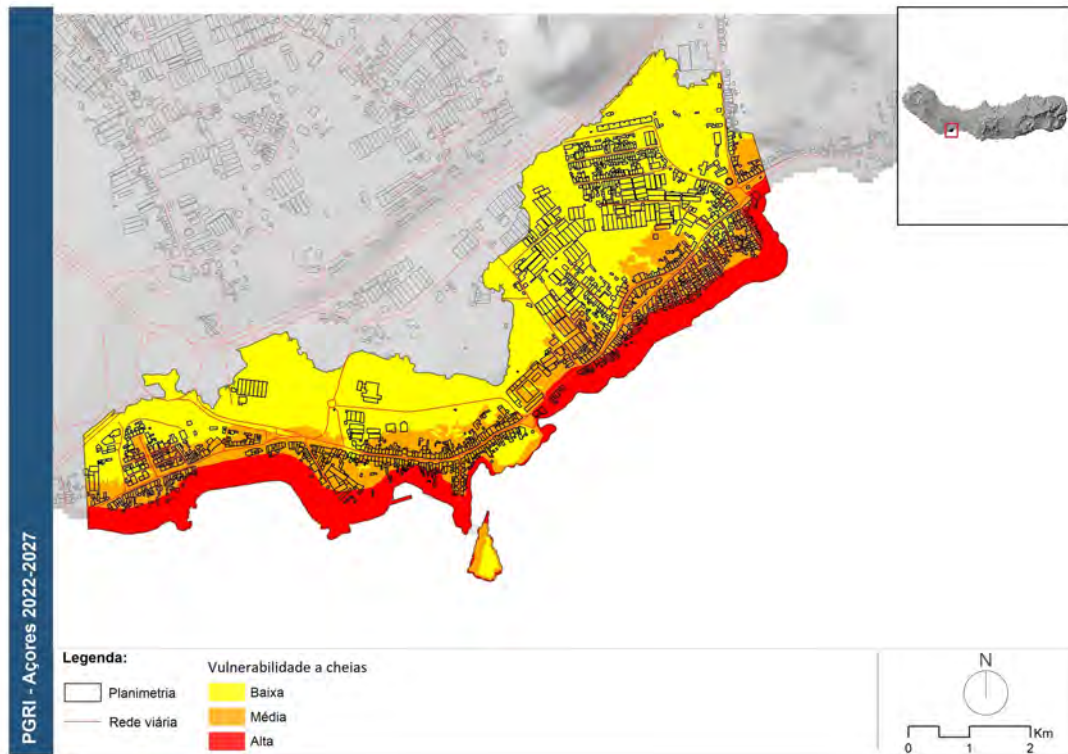 PGRI - Açores 2022-2027
Legenda:
Planimetria
Rede viária
Vulnerabilidade a cheias
Baixa
Média
Alta
N
Km
0 1 2